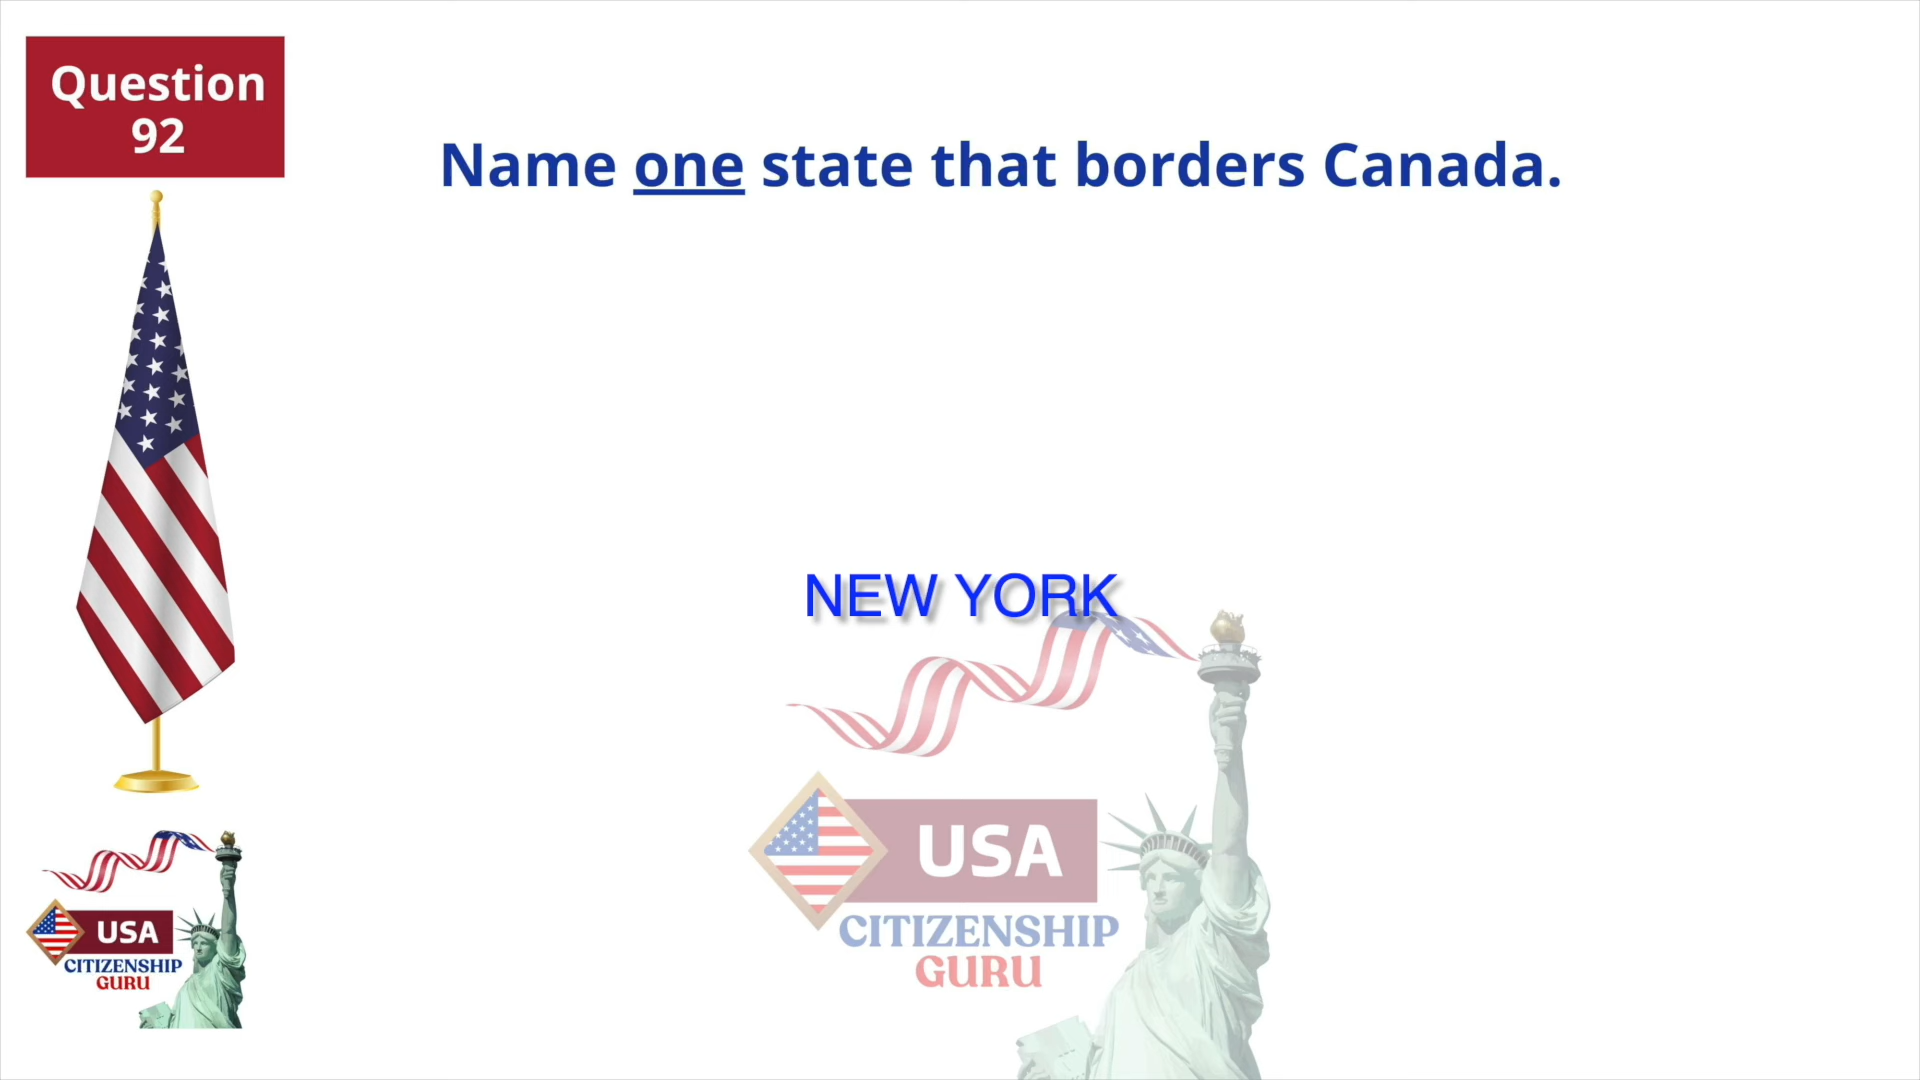 Question
92
Name one state that borders Canada.
NEW YORK
USA
CITIZENSHIP
GURU
USA
CITIZENSHIP
GURU